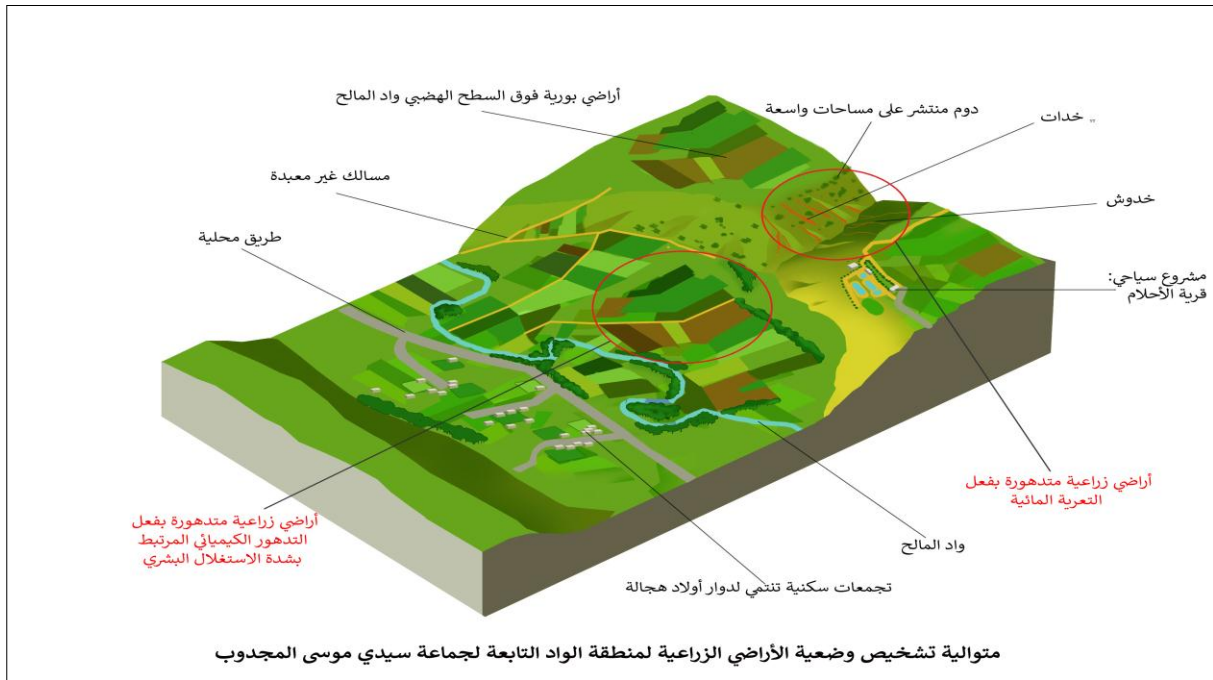 أراضي بورية فوق السطح الهضبي واد المالح
دوم منتشر على مساحات واسعة
خدات
مسالك غير معبدة
خدوش
طريق محلية
مشروع سياحي:
قرية الأحلام
أراضي زراعية متدهورة بفعل
التعرية المائية
أراضي زراعية متدهورة بفعل
التدهور الكيميائي المرتبط
بشدة الاستغلال البشري
واد المالح
تجمعات سكنية تنتمي لدوار أولاد هجالة
متوالية تشخيص وضعية الأراضي الزراعية لمنطقة الواد التابعة لجماعة سيدي موسى المجدوب